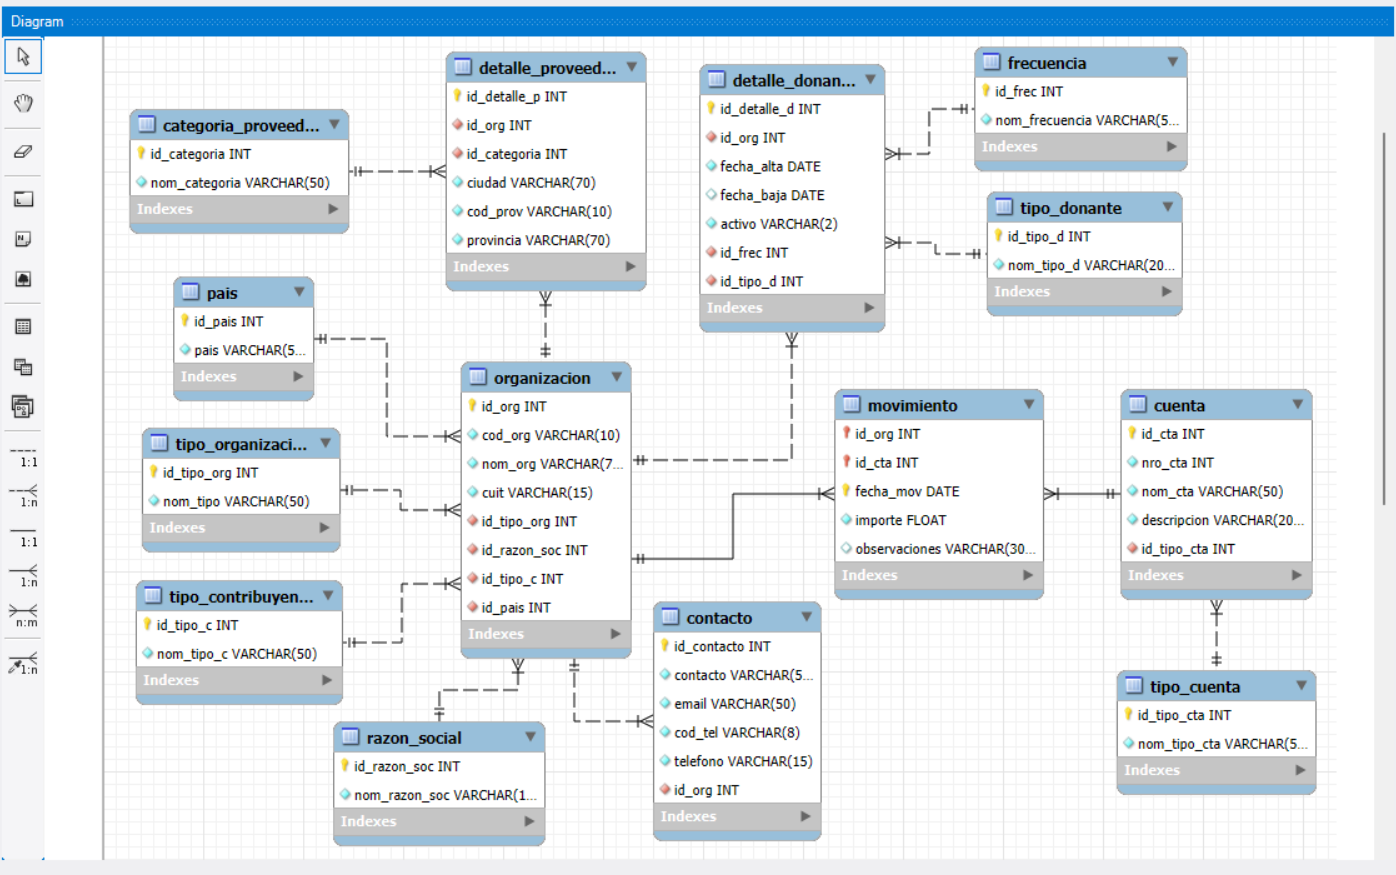 Diagram
1:1
1:n
1:1
1:n
n:m
1:n
categoria_proveed...
id_categoria INT
nom_categoria VARCHAR(50)
Indexes
detalle_proveed...
id_detalle_p INT
id_org INT
id_categoria INT
ciudad VARCHAR(70)
cod_prov VARCHAR(10)
provincia VARCHAR(70)
Indexes
detalle_donan...
id_detalle_d INT
id_org INT
fecha_alta DATE
fecha_baja DATE
activo VARCHAR(2)
id_frec INT
id_tipo_d INT
Indexes
frecuencia
id_frec INT
nom_frecuencia VARCHAR(5...
Indexes
tipo_donante
id_tipo_d INT
nom_tipo_d VARCHAR(20...
Indexes
pais
id_pais INT
pais VARCHAR(5...
Indexes
tipo_organizaci...
id_tipo_org INT
nom_tipo VARCHAR(50)
Indexes
tipo_contribuyen...
id_tipo_c INT
nom_tipo_c VARCHAR(50)
Indexes
organizacion
id_org INT
cod_org VARCHAR(10)
nom_org VARCHAR(7...
cuit VARCHAR(15)
id_tipo_org INT
id_razon_soc INT
id_tipo_c INT
id_pais INT
Indexes
movimiento
id_org INT
id_cta INT
fecha_mov DATE
importe FLOAT
observaciones VARCHAR(30...
Indexes
cuenta
id_cta INT
nro_cta INT
nom_cta VARCHAR(50)
descripcion VARCHAR(20...
id_tipo_cta INT
Indexes
razon_social
id_razon_soc INT
nom_razon_soc VARCHAR(1...
Indexes
contacto
id_contacto INT
contacto VARCHAR(5...
email VARCHAR(50)
cod_tel VARCHAR(8)
telefono VARCHAR(15)
id_org INT
Indexes
tipo_cuenta
id_tipo_cta INT
nom_tipo_cta VARCHAR(5...
Indexes